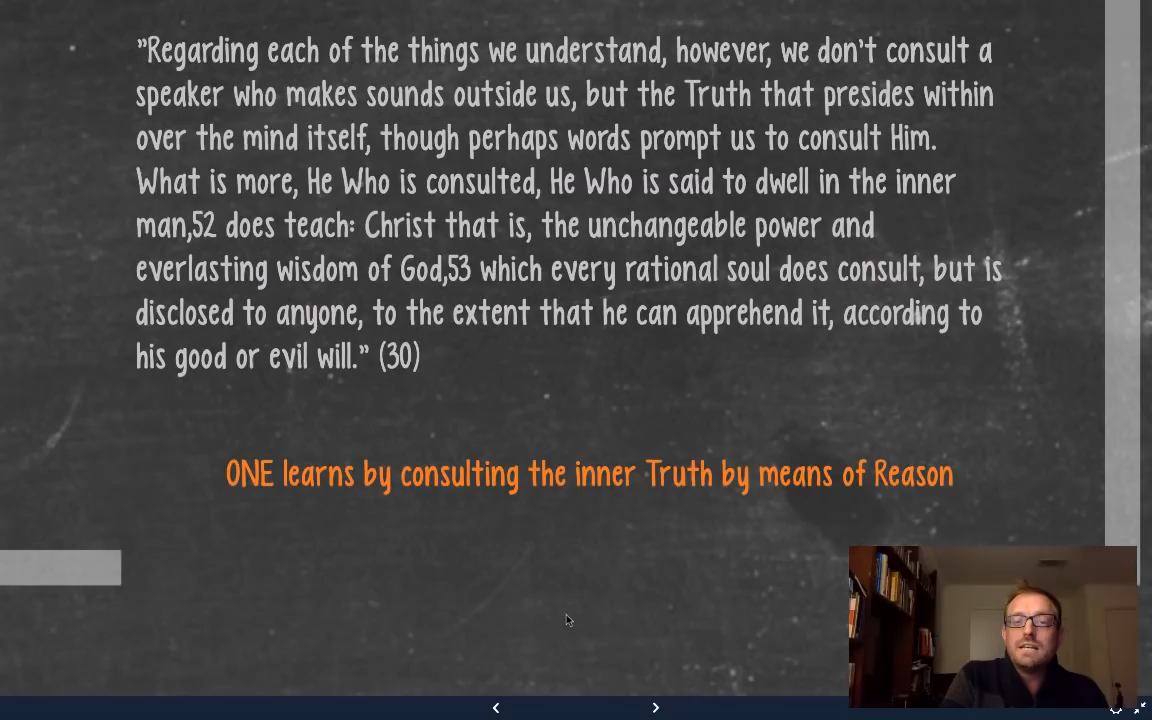 "Regarding each of the things we understand, however, we don't consult a
speaker who makes sounds outside us, but the Truth that presides within
over the mind itself, though perhaps words prompt us to consult Him.
What is more, He Who is consulted, He Who is said to dwell in the inner
man,52 does teach: Christ that is, the unchangeable power and
everlasting wisdom of God,53 which every rational soul does consult, but is
disclosed to anyone, to the extent that he can apprehend it, according to
his good or evil will." (30)
ONE learns by consulting the inner Truth by means of Reason